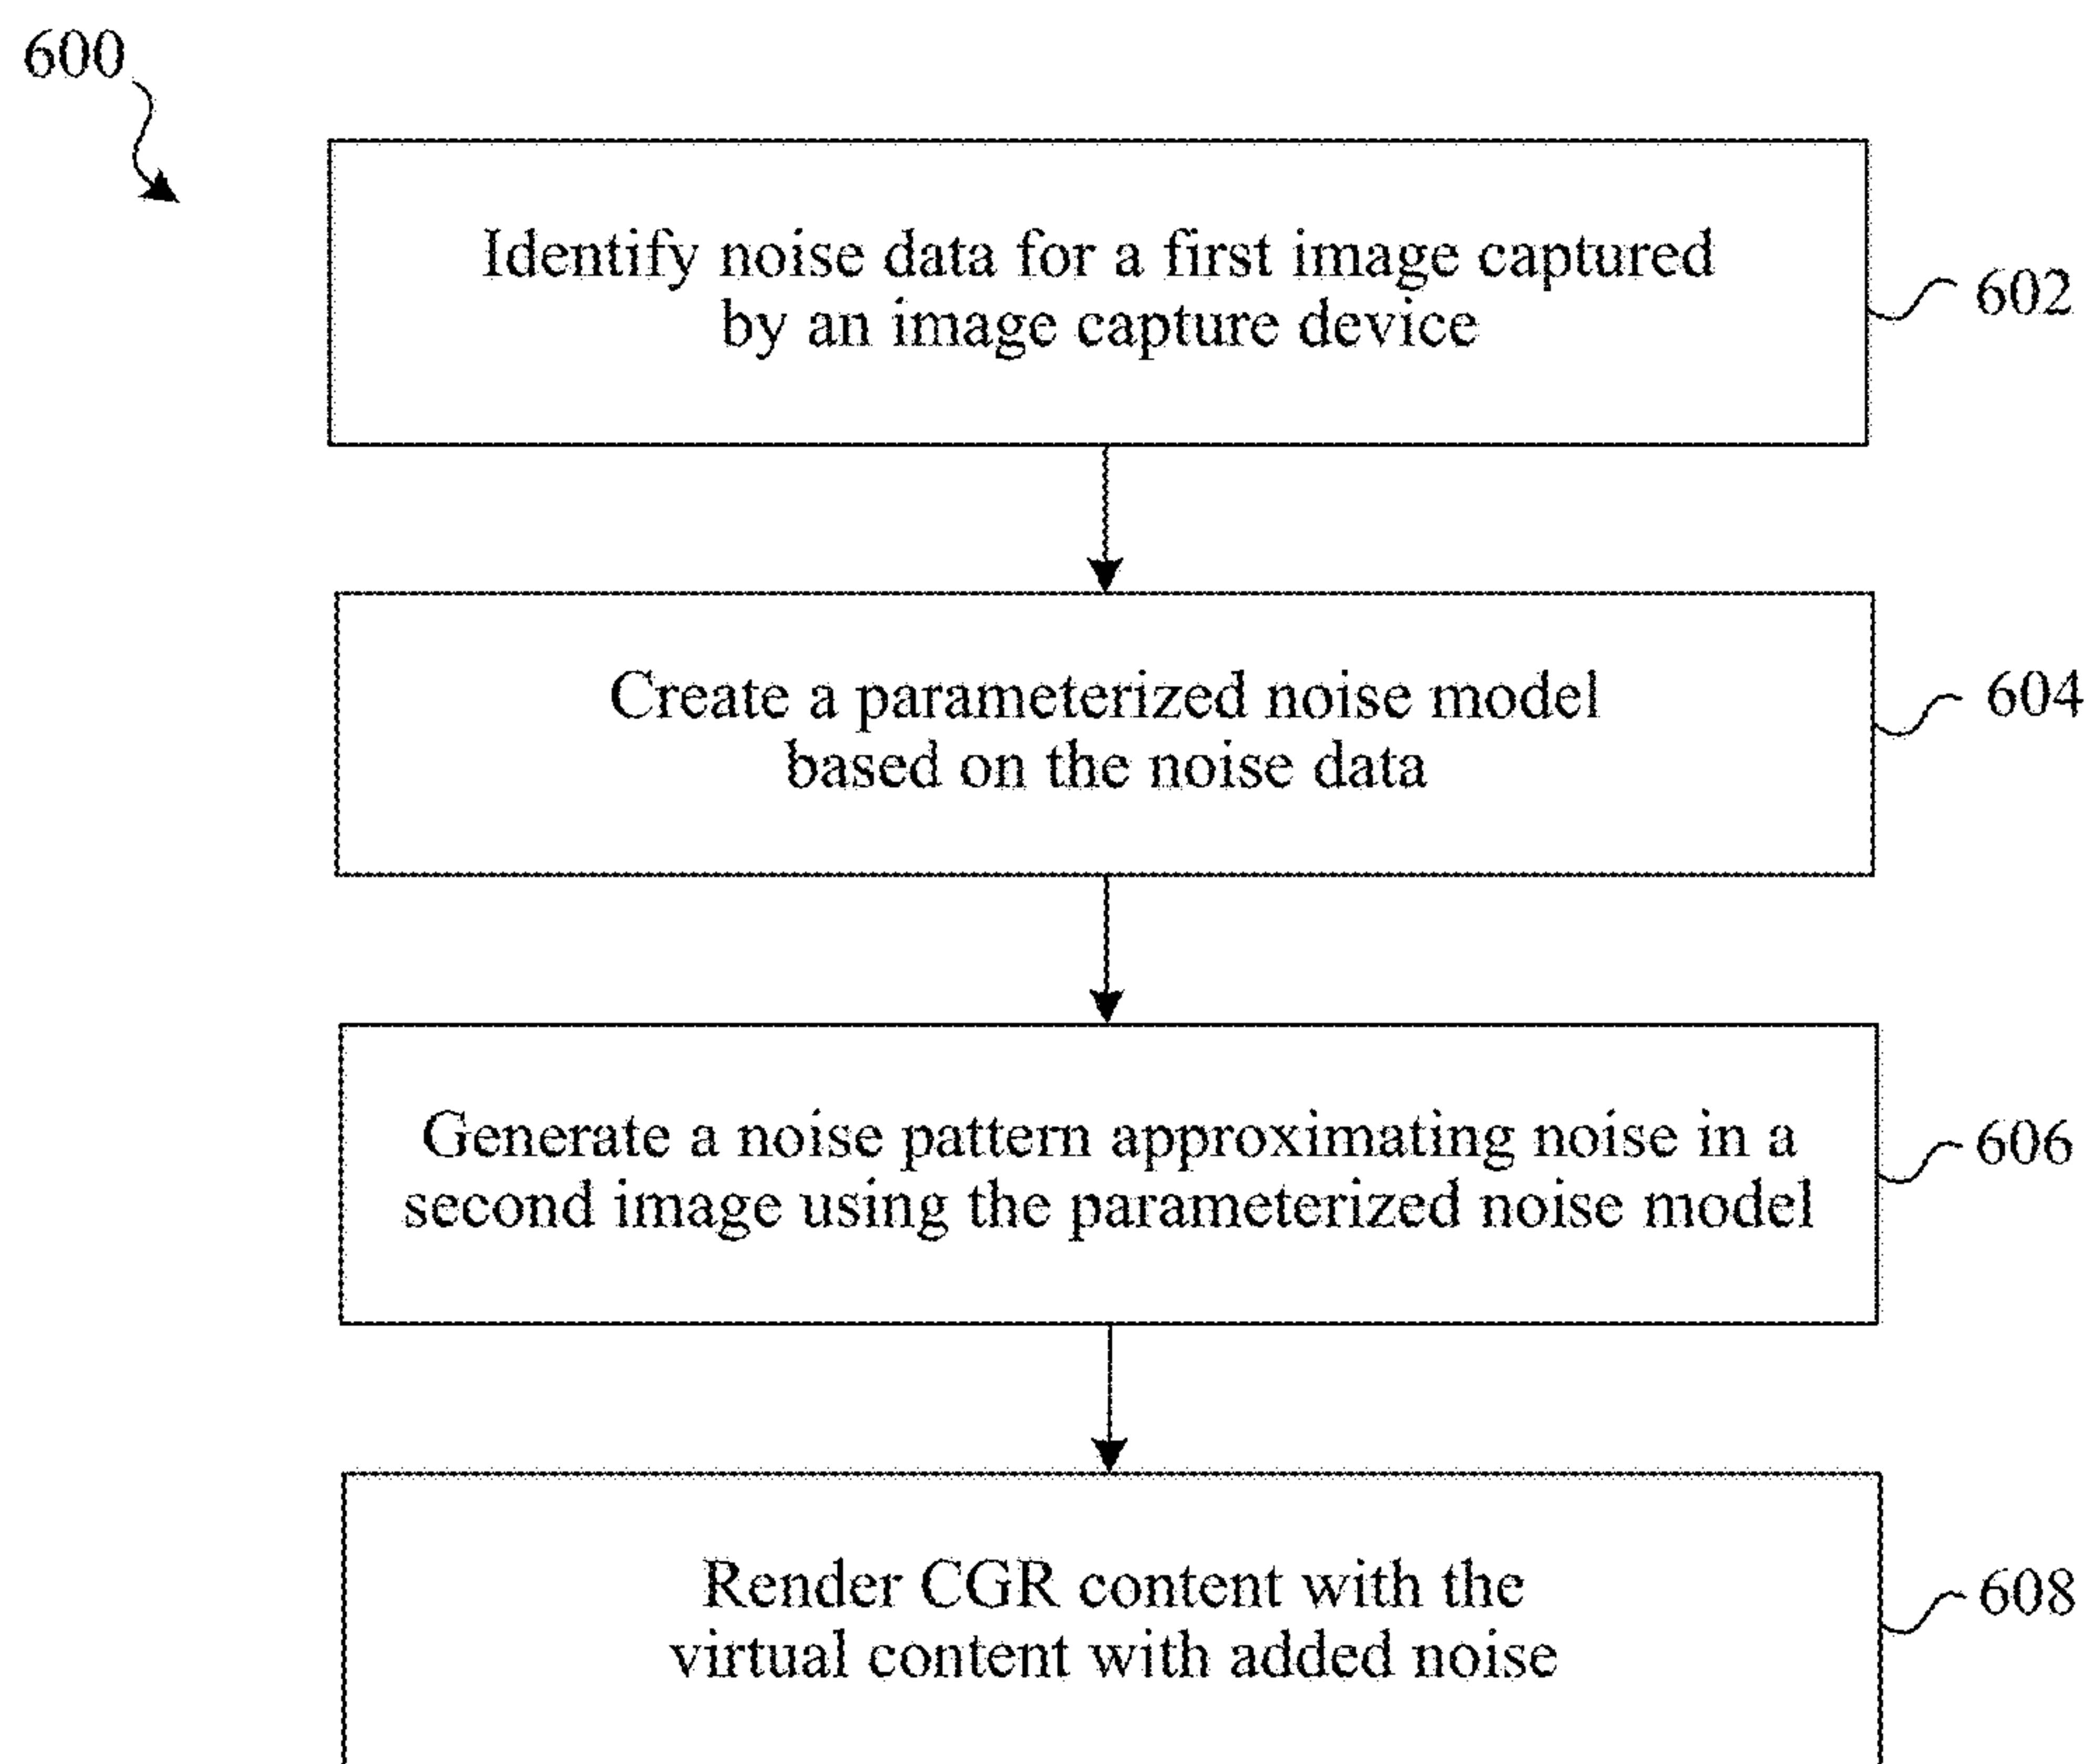 600
Identify noise data for a first image captured
by an image capture device
602
Create a parameterized noise model
based on the noise data
604
Generate a noise pattern approximating noise in a
second image using the parameterized noise model
606
Render CGR content with the
virtual content with added noise
608